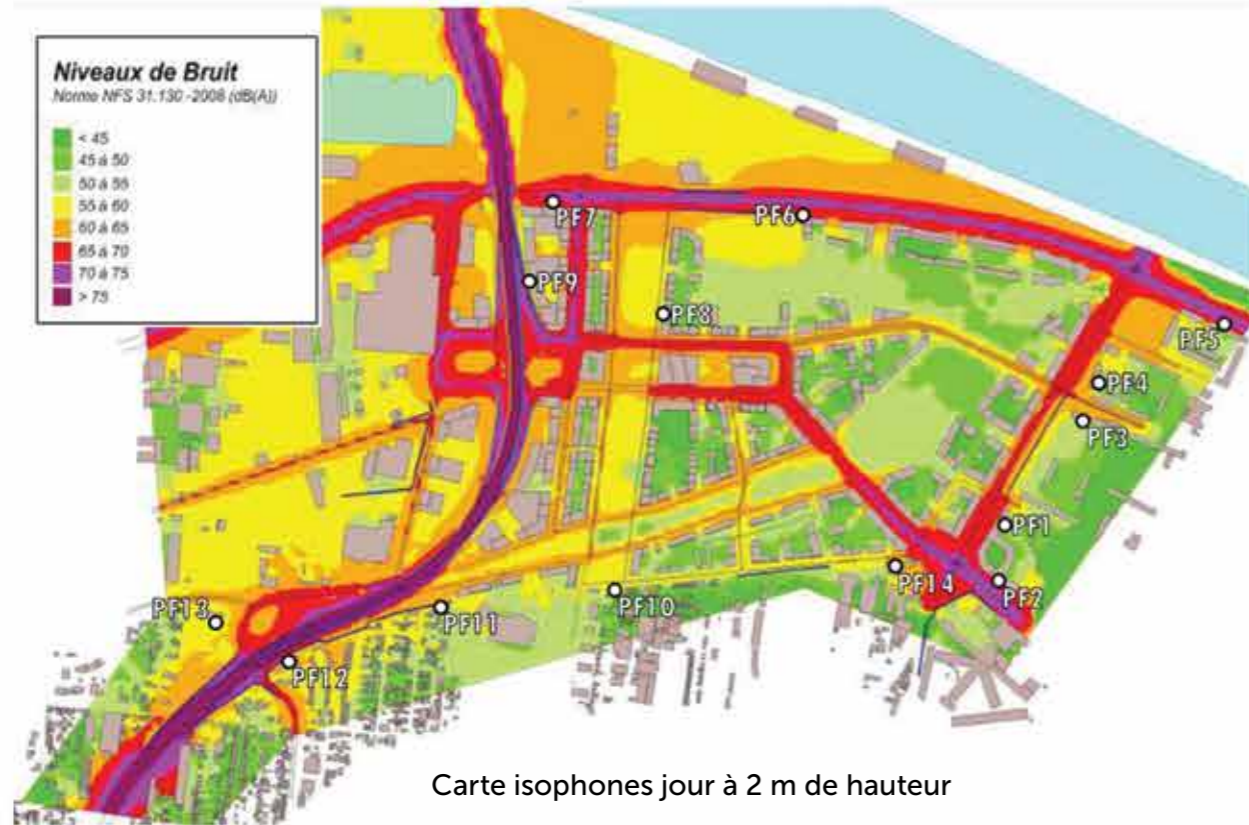 Niveaux de Bruit
Norme NFS 31.130 -2008 (dB(A))
< 45
45 à 50
50 à 55
55 à 60
60 à 65
65 à 70
70 à 75
> 75
PF7
PF6
PF9
PF8
PF5
PF4
PF3
PF1
PF14
PF2
PF10
PF11
PF13
PF12
Carte isophones jour à 2 m de hauteur